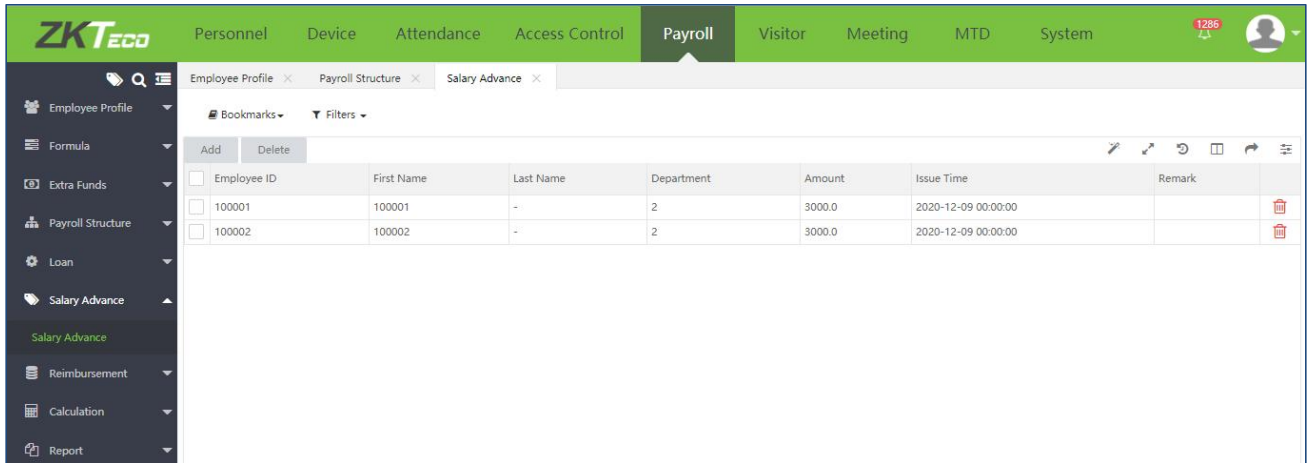 ZKTeco Personnel Device Attendance Access Control Payroll Visitor Meeting MTD System 1286
Employee Profile Payroll Structure Salary Advance
Employee Profile
Formula
Extra Funds
Payroll Structure
Loan
Salary Advance
Salary Advance
Reimbursement
Calculation
Report
Bookmarks Filters
Add Delete
Employee ID First Name Last Name Department Amount Issue Time Remark
100001 100001 - 2 3000.0 2020-12-09 00:00:00
100002 100002 - 2 3000.0 2020-12-09 00:00:00